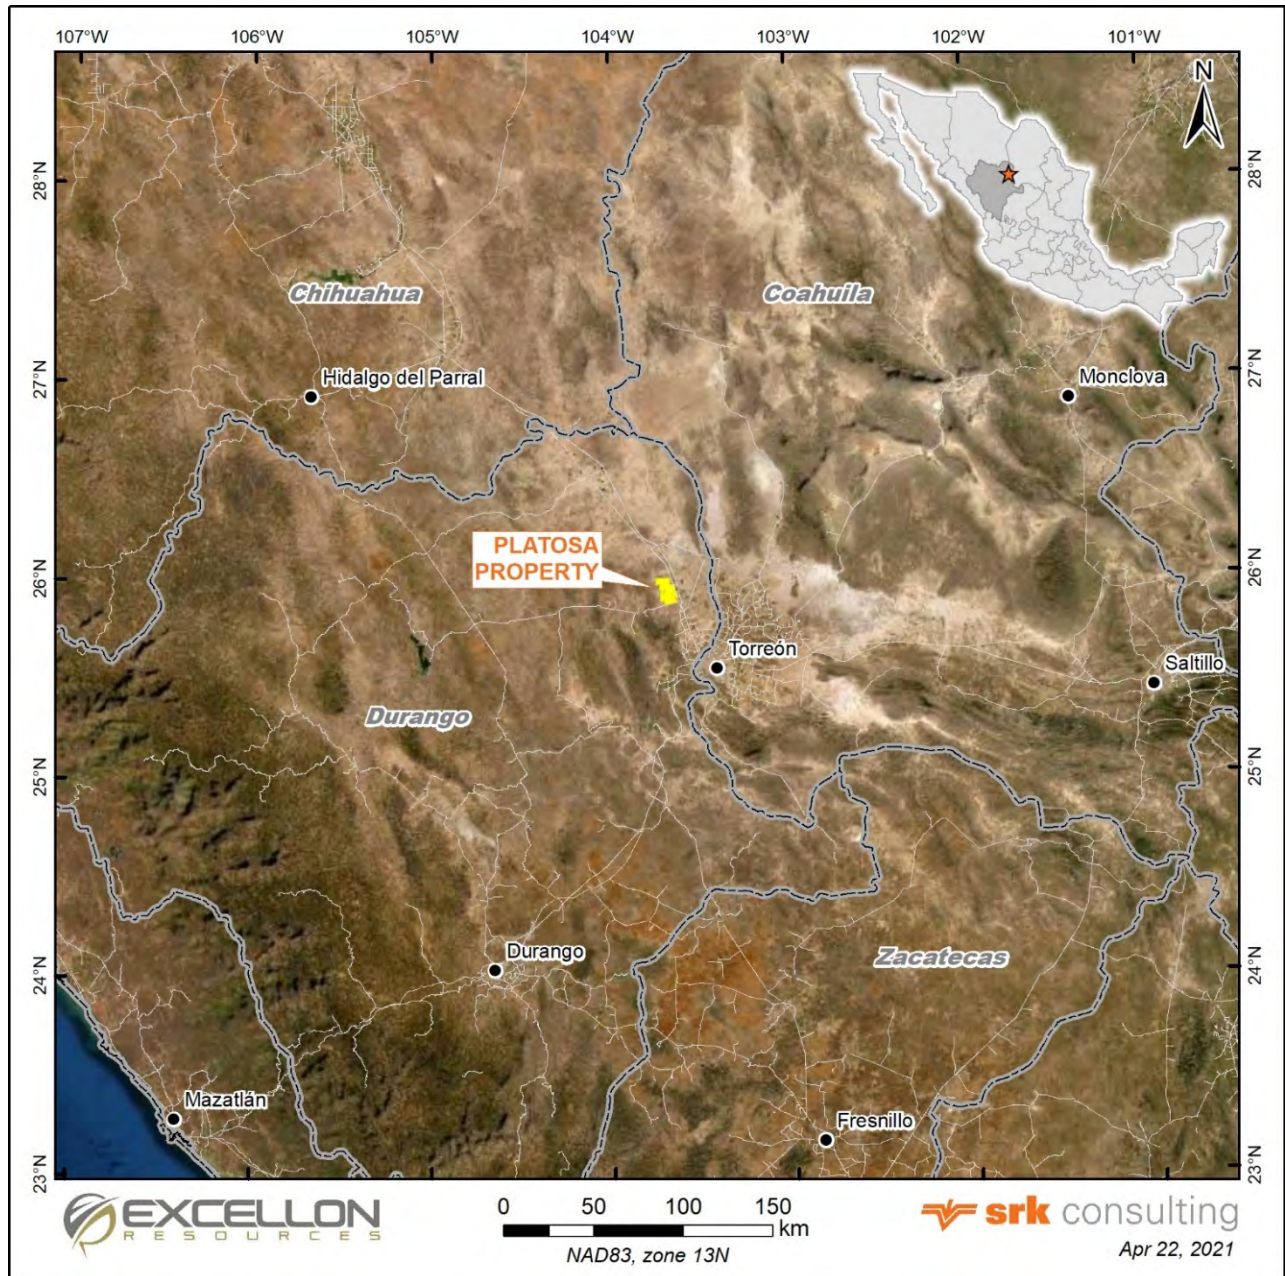 107°W 106°W 105°W 104°W 103°W 102°W 101°W
N
28°N 28°N
Chihuahua Coahuila
27°N 27°N
Hidalgo del Parral Monclova
PLATOSA
PROPERTY
26°N 26°N
Torreón
Saltillo
Durango
25°N 25°N
Durango Zacatecas
24°N 24°N
Mazatlán Fresnillo
23°N 23°N
EXCELLON
RESOURCES
0 50 100 150
km
NAD83, zone 13N
srk consulting
Apr 22, 2021